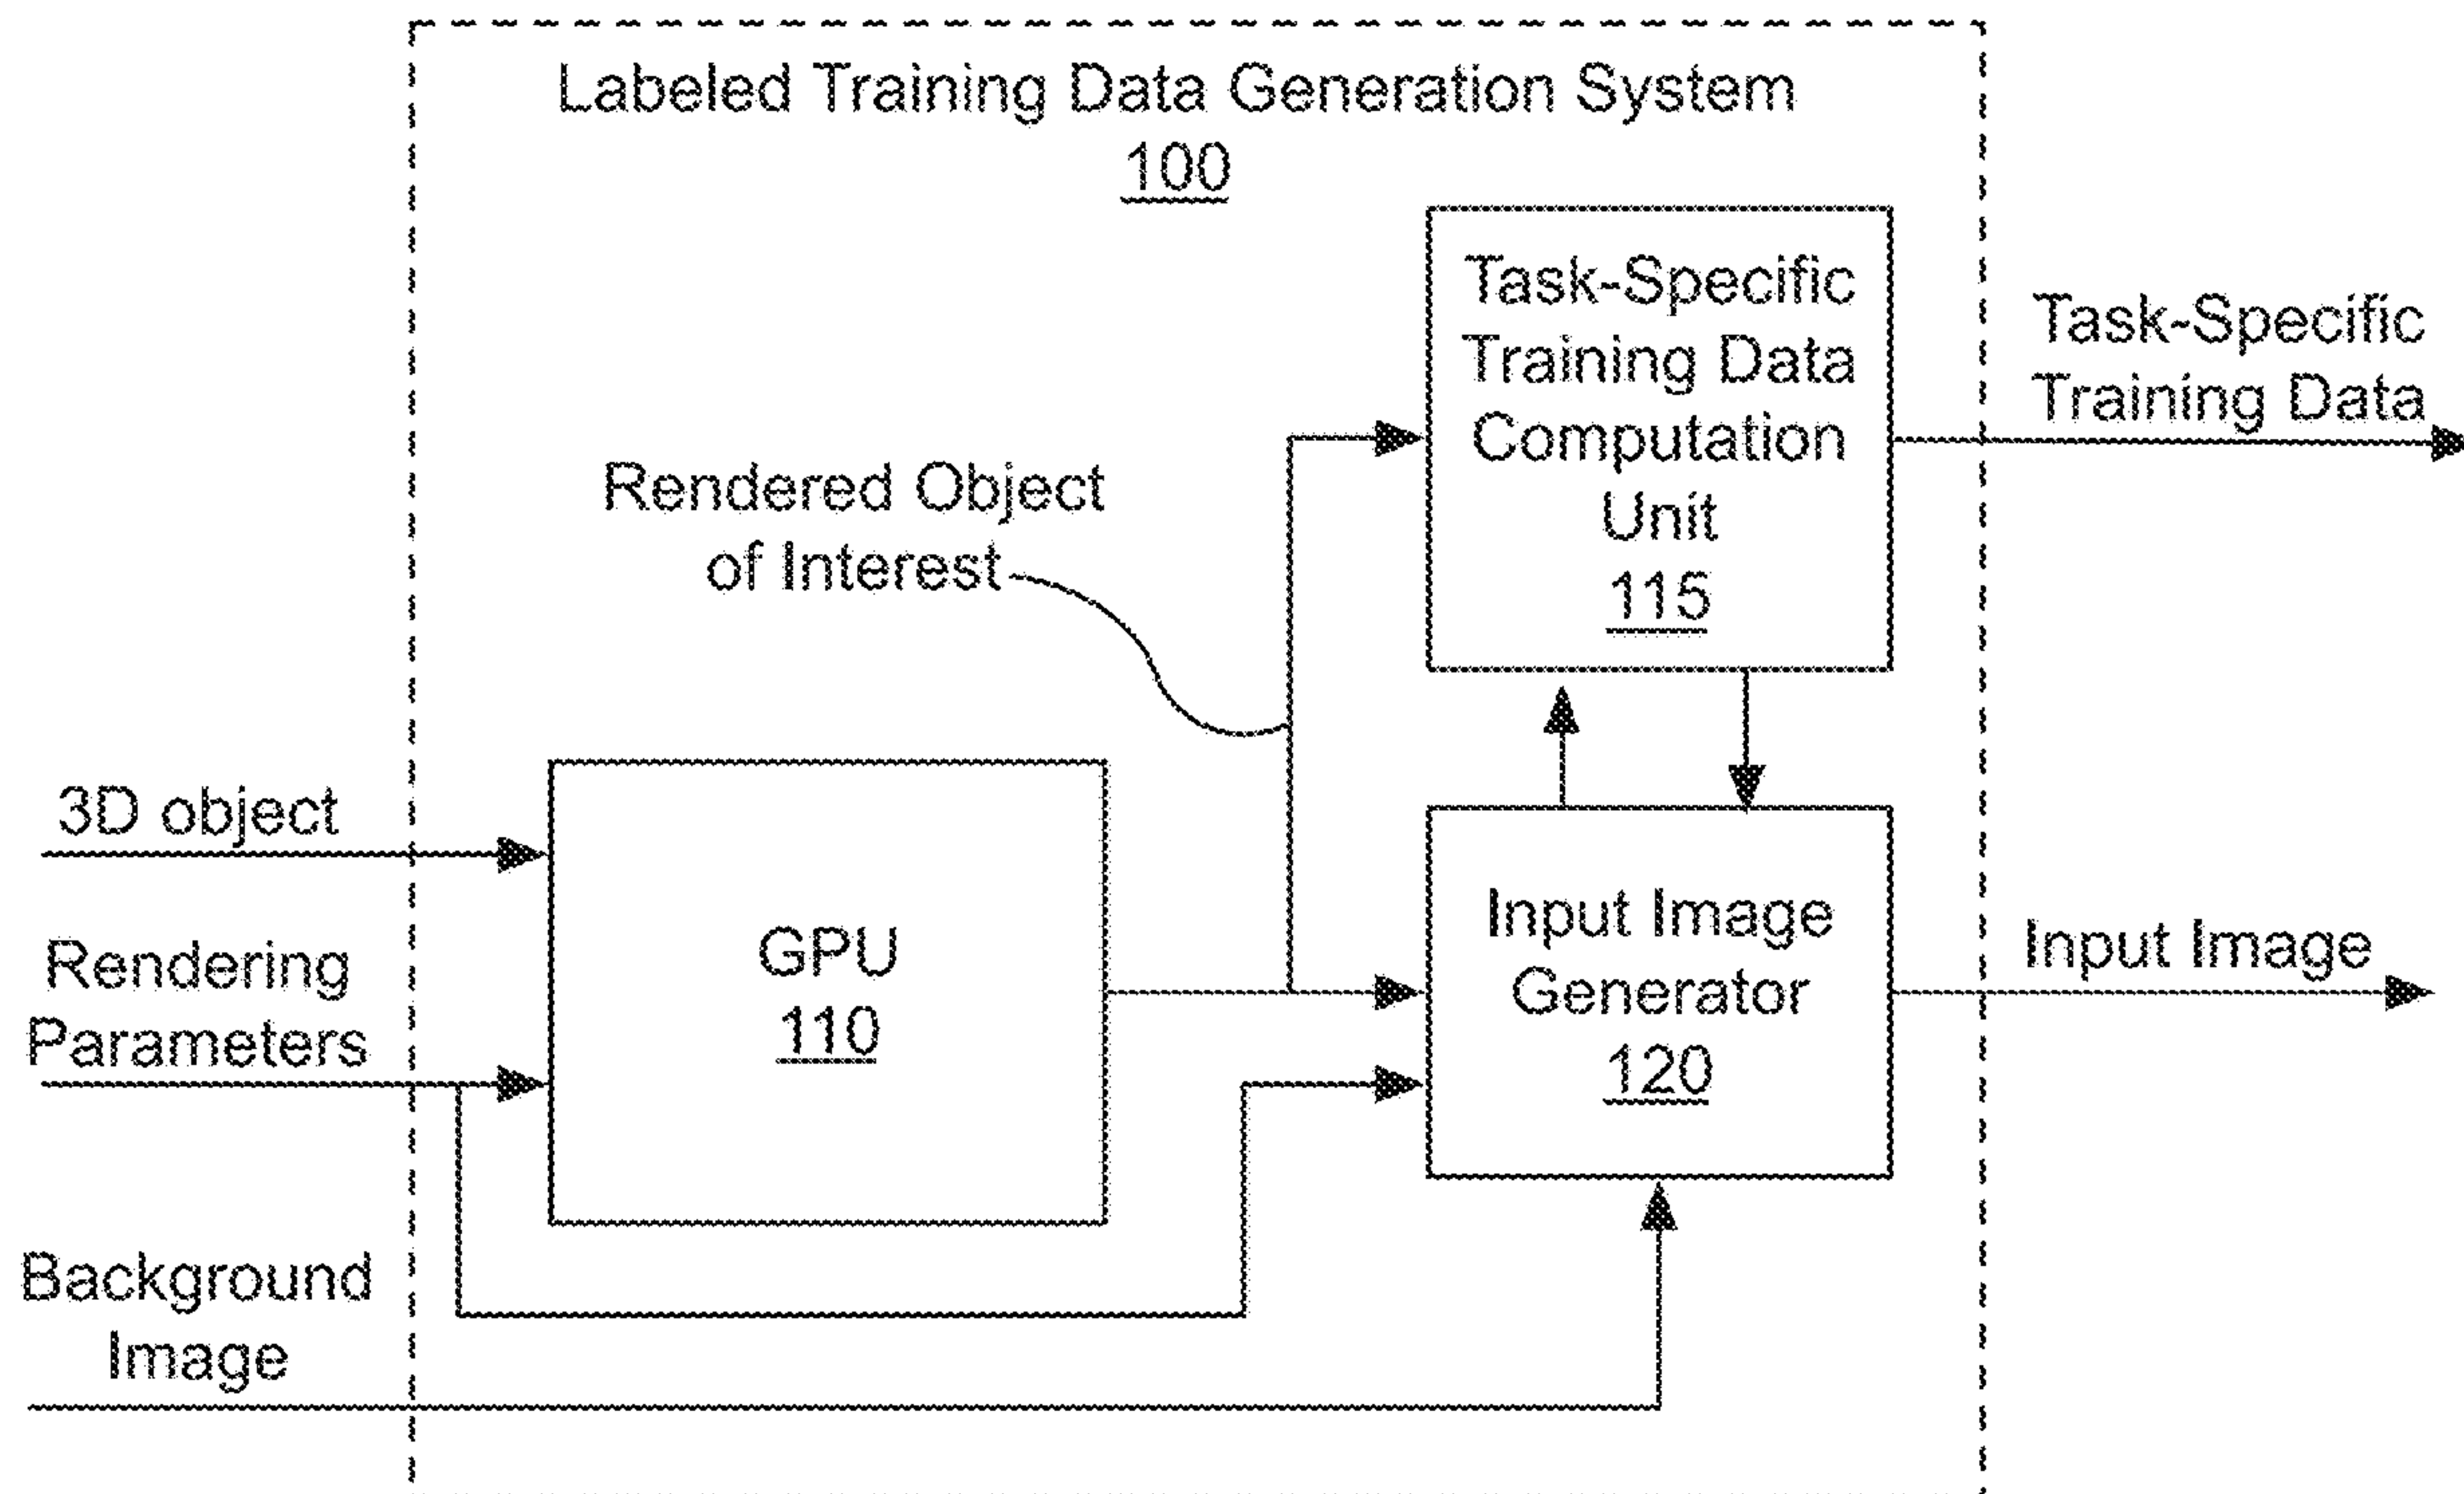 Labeled Training Data Generation System
100
Task-Specific
Training Data
Computation
Unit
115
Task-Specific
Training Data
Rendered Object
of Interest
3D object
Rendering
Parameters
GPU
110
Input Image
Generator
120
Input Image
Background
Image